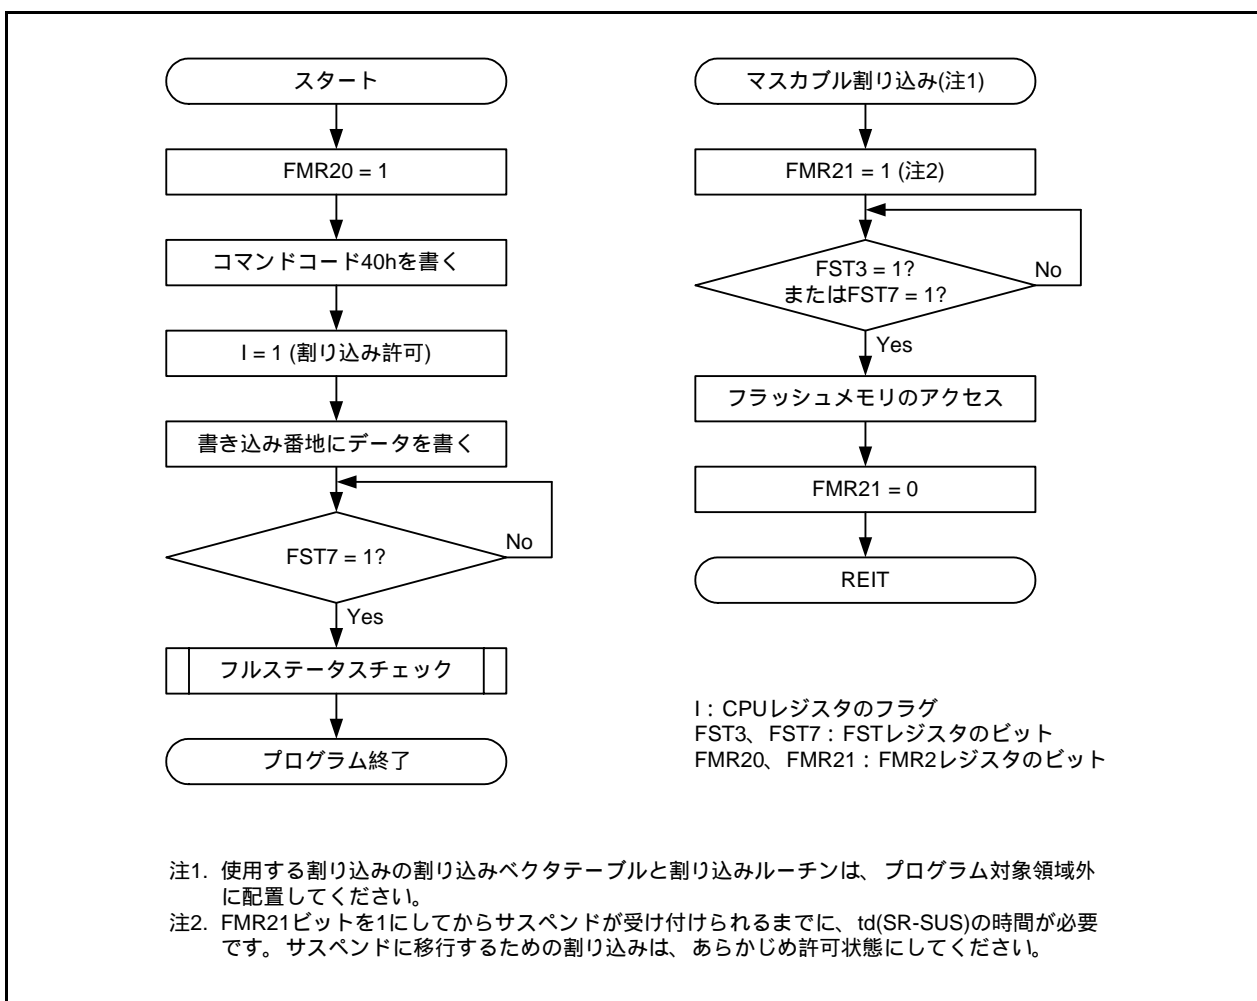 スタート
FMR20 = 1
コマンドコード40hを書く
I = 1 (割り込み許可)
書き込み番地にデータを書く
FST7 = 1?
No
Yes
フルステータスチェック
プログラム終了
マスカブル割り込み(注1)
FMR21 = 1 (注2)
FST3 = 1?
またはFST7 = 1?
No
Yes
フラッシュメモリのアクセス
FMR21 = 0
REIT
I : CPUレジスタのフラグ
FST3、FST7 : FSTレジスタのビット
FMR20、FMR21 : FMR2レジスタのビット
注1. 使用する割り込みの割り込みベクタテーブルと割り込みルーチンは、プログラム対象領域外
に配置してください。
注2. FMR21ビットを1にしてからサスペンドが受け付けられるまでに、td(SR-SUS)の時間が必要
です。サスペンドに移行するための割り込みは、あらかじめ許可状態にしてください。